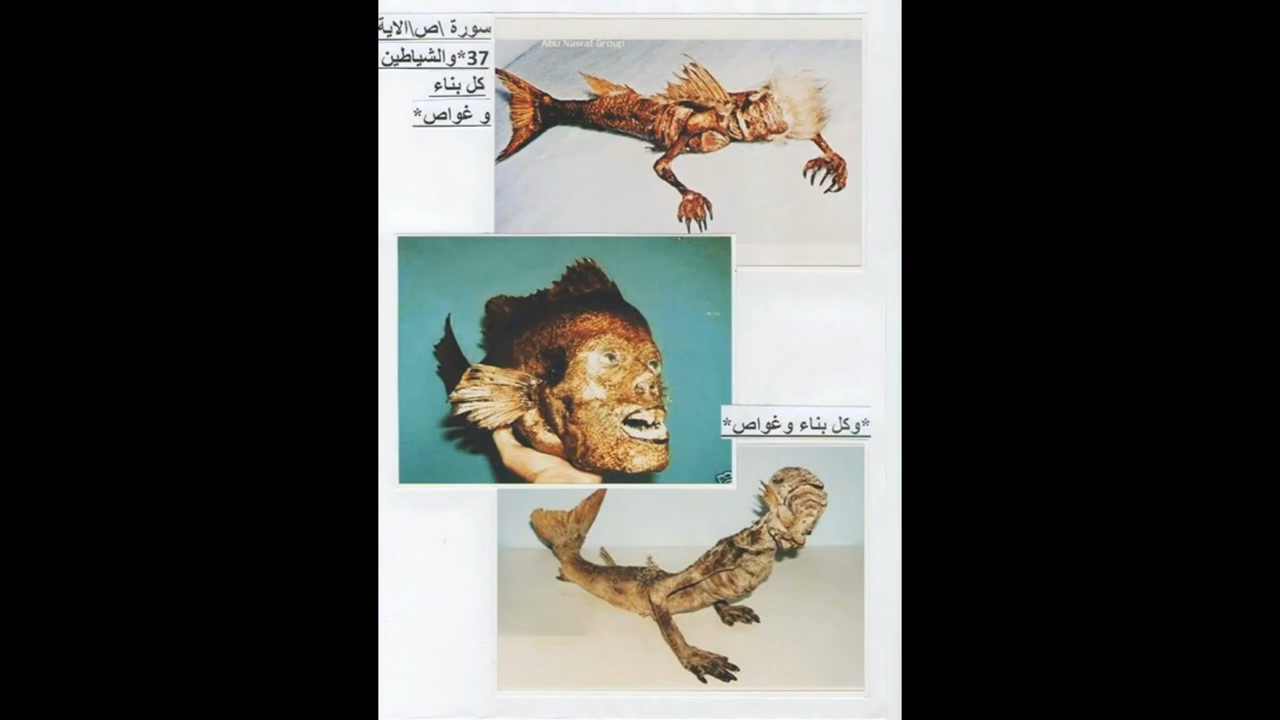 سورة \ص\الاية
37*والشياطين
كل بناء
و غواص*
Abu Nawaf Group
*وكل بناء وغواص*